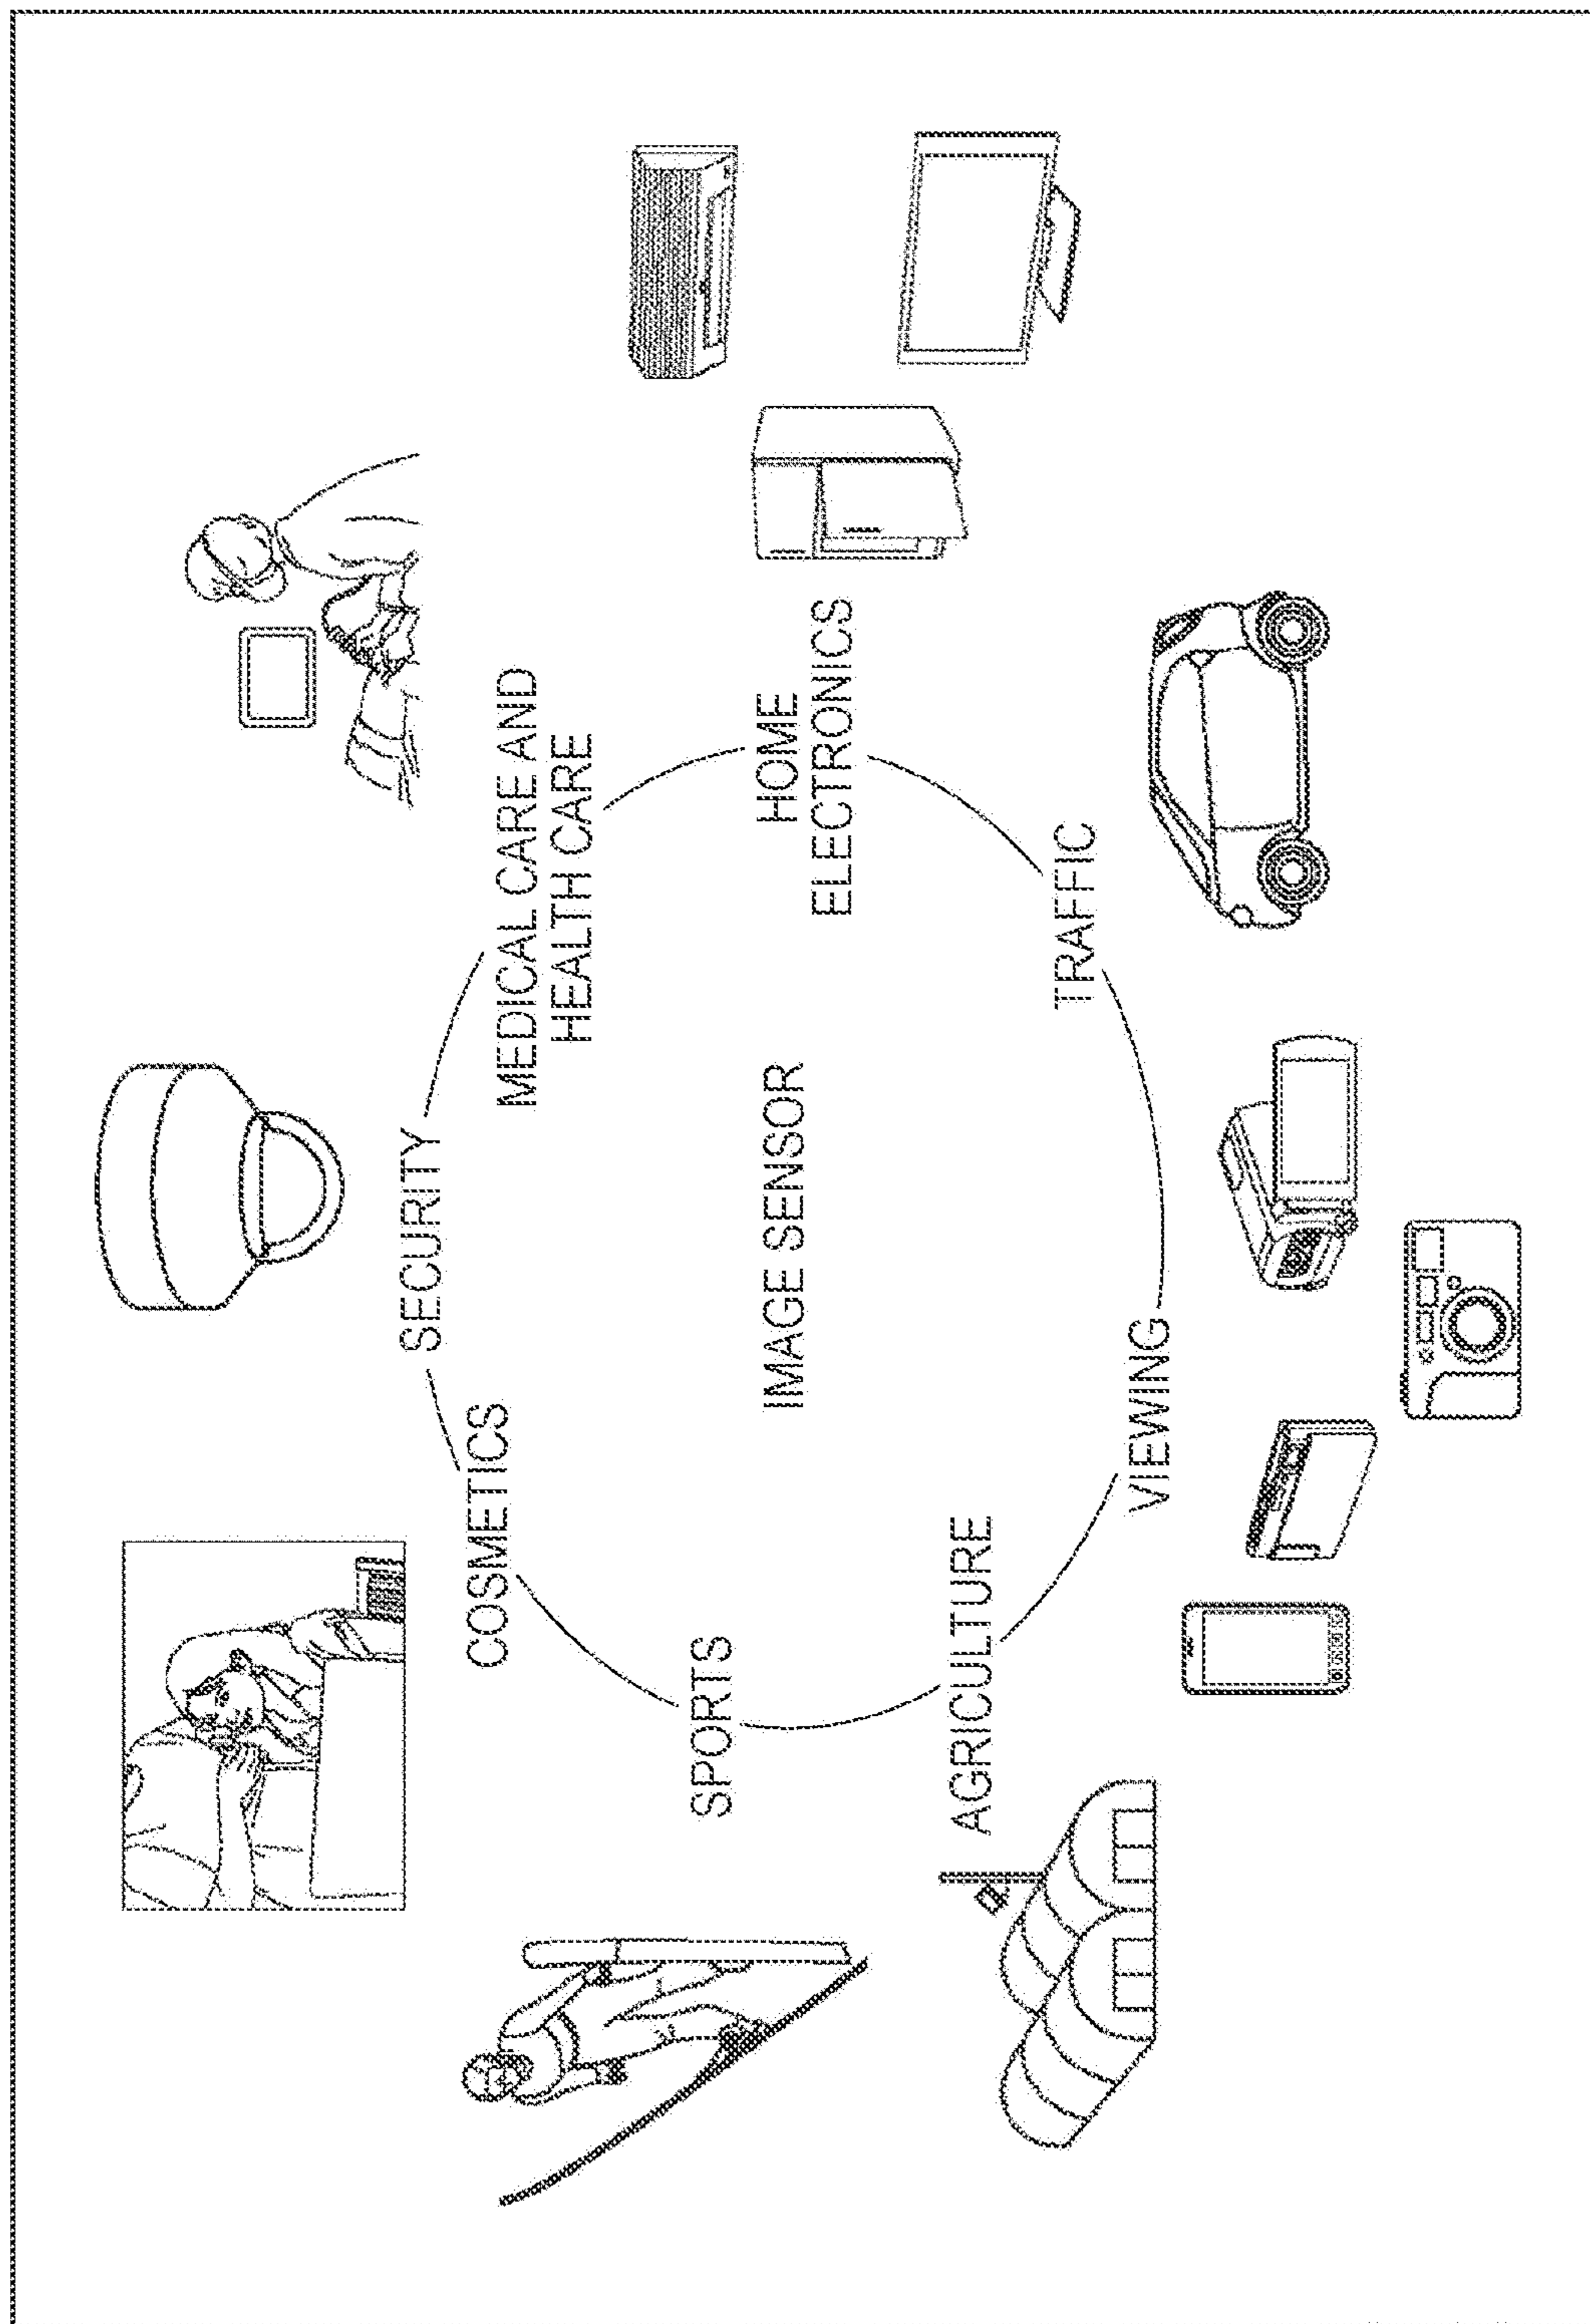 SECURITY
COSMETICS
MEDICAL CARE AND
HEALTH CARE
SPORTS
IMAGE SENSOR
HOME
ELECTRONICS
AGRICULTURE
TRAFFIC
VIEWING